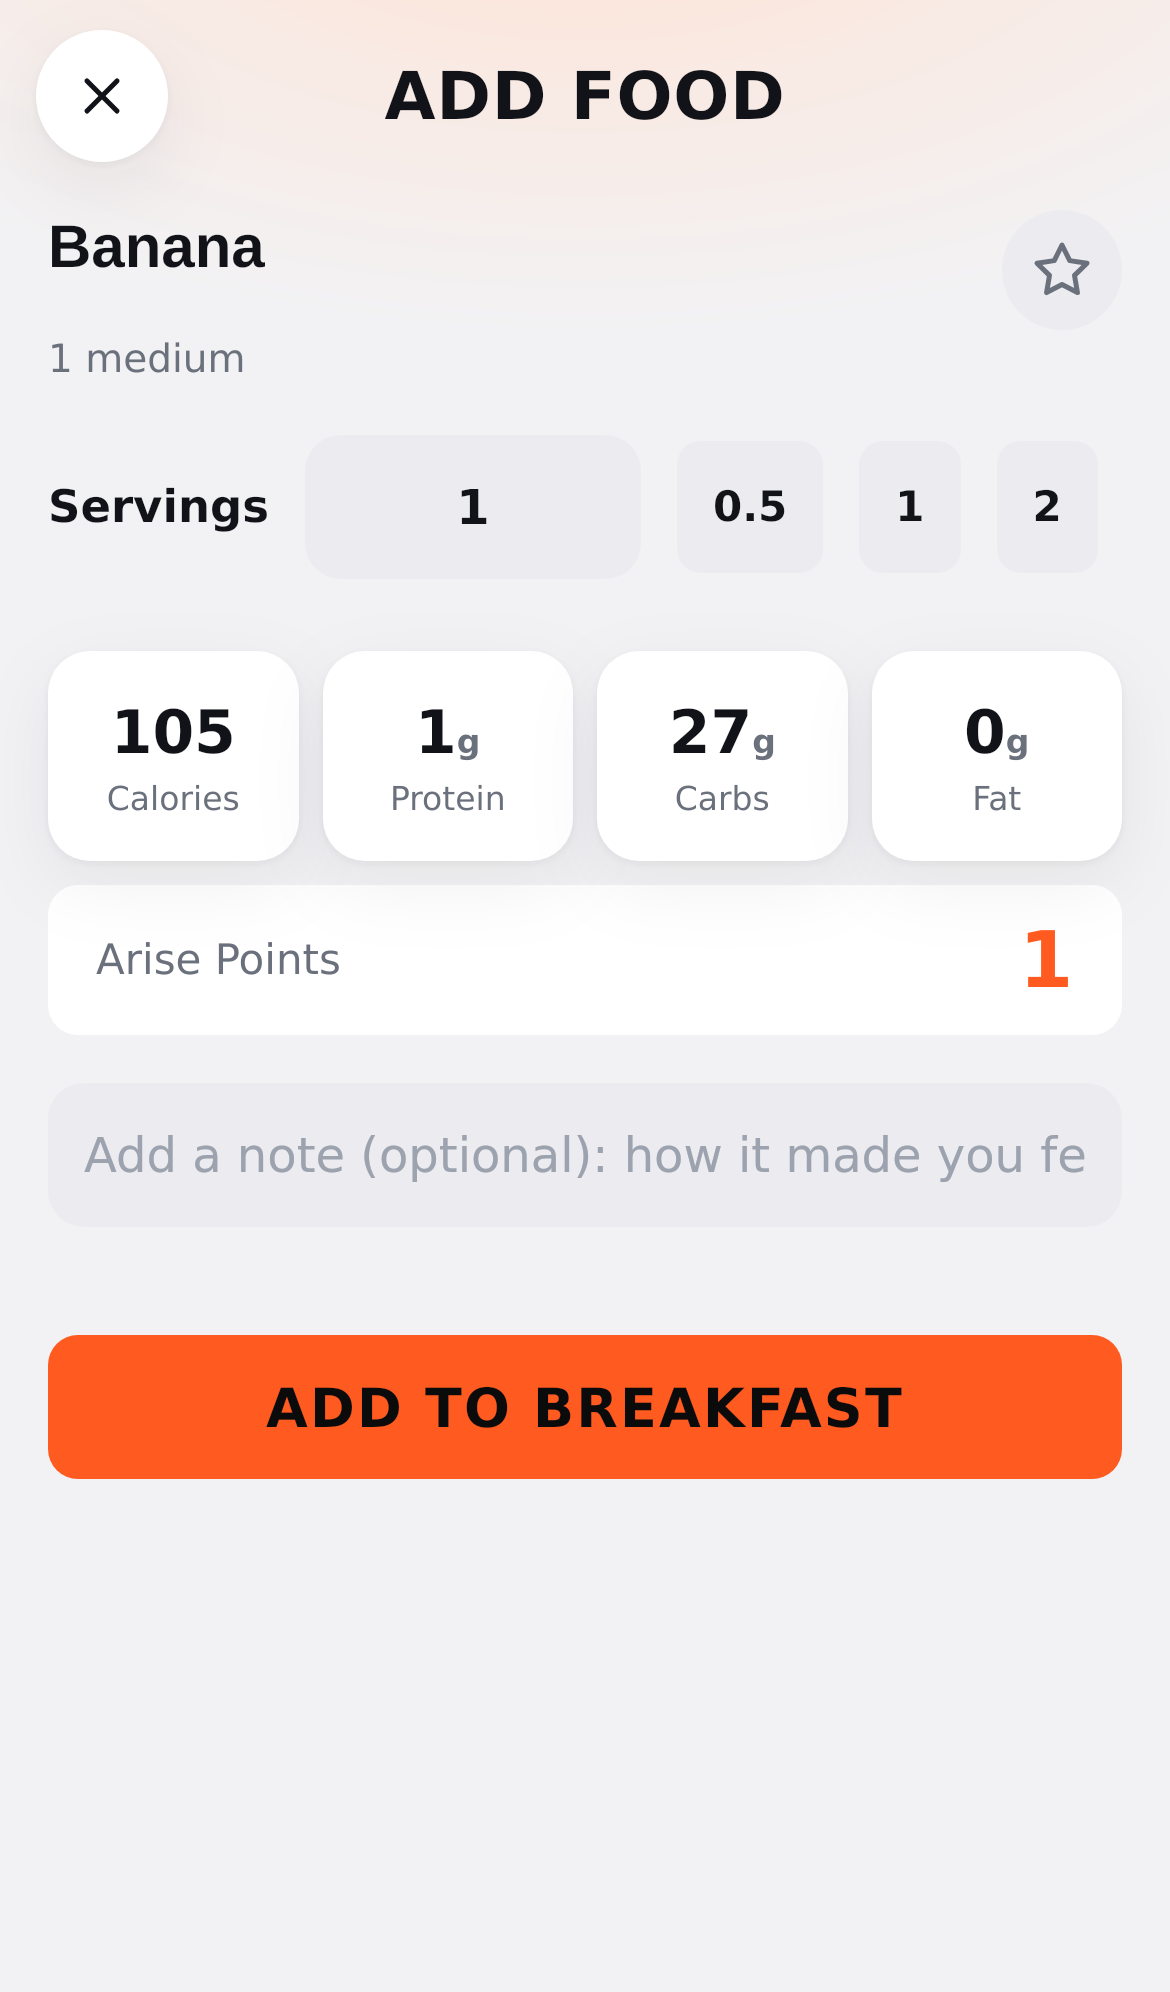 ADD FOOD
Banana
1 medium
Servings 1 0.5 1 2
105 1g 27g 0g
Calories Protein Carbs Fat
Arise Points 1
Add a note (optional): how it made you fe
ADD TO BREAKFAST